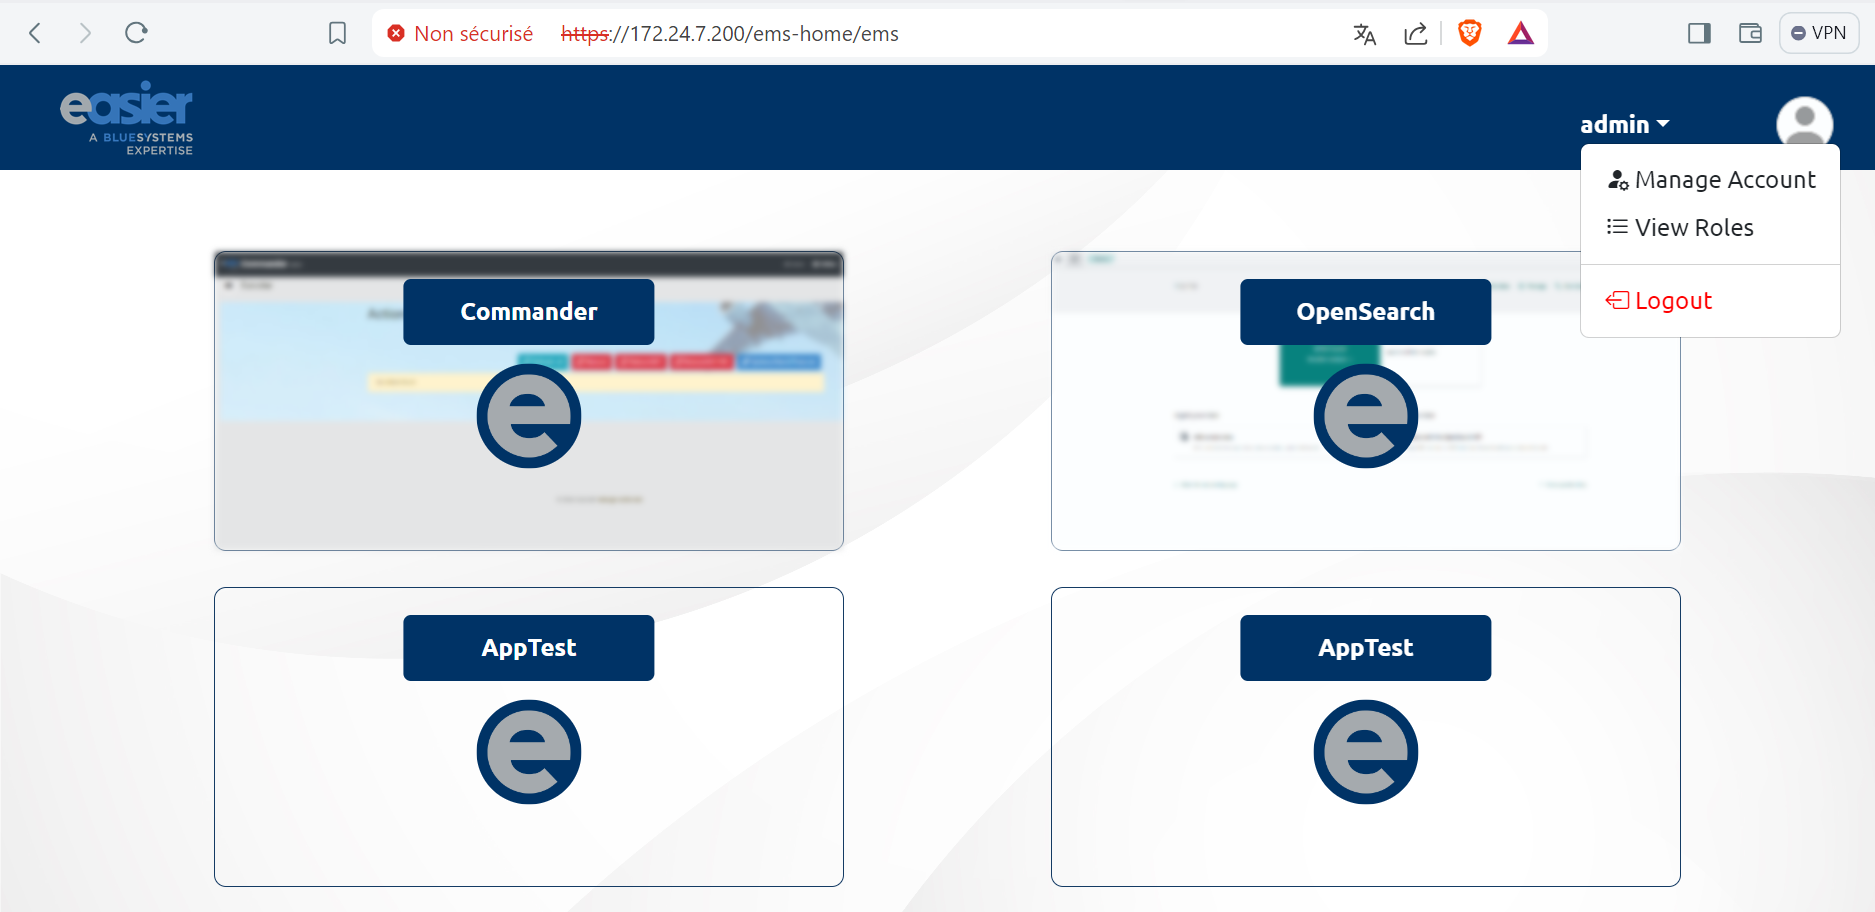 Non sécurisé https://172.24.7.200/ems-home/ems VPN
easier
A BLUESYSTEMS
EXPERTISE
admin
Manage Account
View Roles
Logout
Commander
OpenSearch
AppTest
AppTest